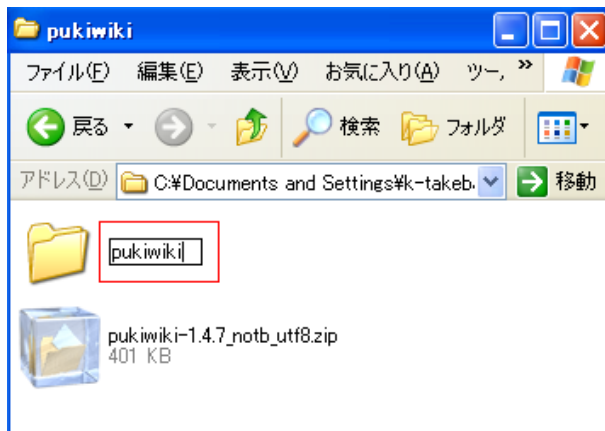 pukiwiki
ファイル(F) 編集(E) 表示(V) お気に入り(A) ツー, »
戻る 検索 フォルダ
アドレス(D) C:¥Documents and Settings¥k-takeb. 移動
pukiwiki
pukiwiki-1.4.7_notb_utf8.zip
401 KB